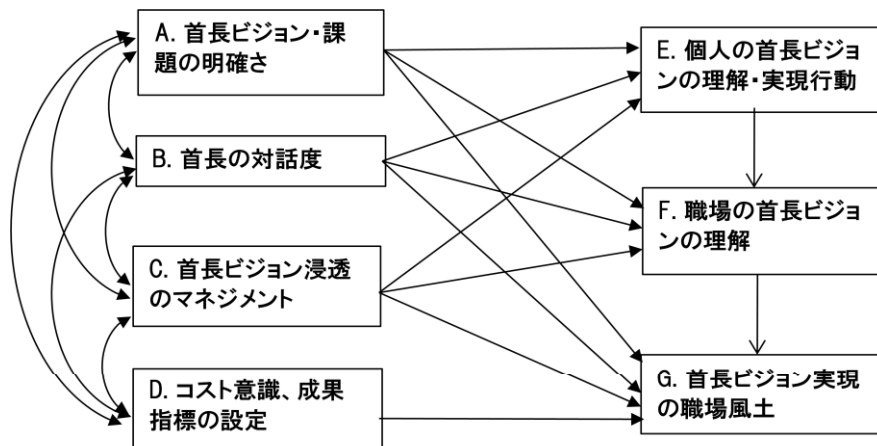 A. 首長ビジョン・課
題の明確さ
B. 首長の対話度
C. 首長ビジョン浸透
のマネジメント
D. コスト意識、成果
指標の設定
E. 個人の首長ビジョ
ンの理解・実現行動
F. 職場の首長ビジョ
ンの理解
G. 首長ビジョン実現
の職場風土